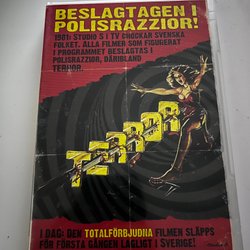 BESLAGTAGEN I
POLISRAZZIOR!
1981: STUDIO S I TV CHOCKAR SVENSKA
FOLKET. ALLA FILMER SOM FIGURERAT
I PROGRAMMET BESLAGTAS I
POLISRAZZIOR, DÄRIBLAND
TERROR.
TERROR
I DAG: DEN TOTALFÖRBJUDNA FILMEN SLÄPPS
FÖR FÖRSTA GÅNGEN LAGLIGT I SVERIGE!